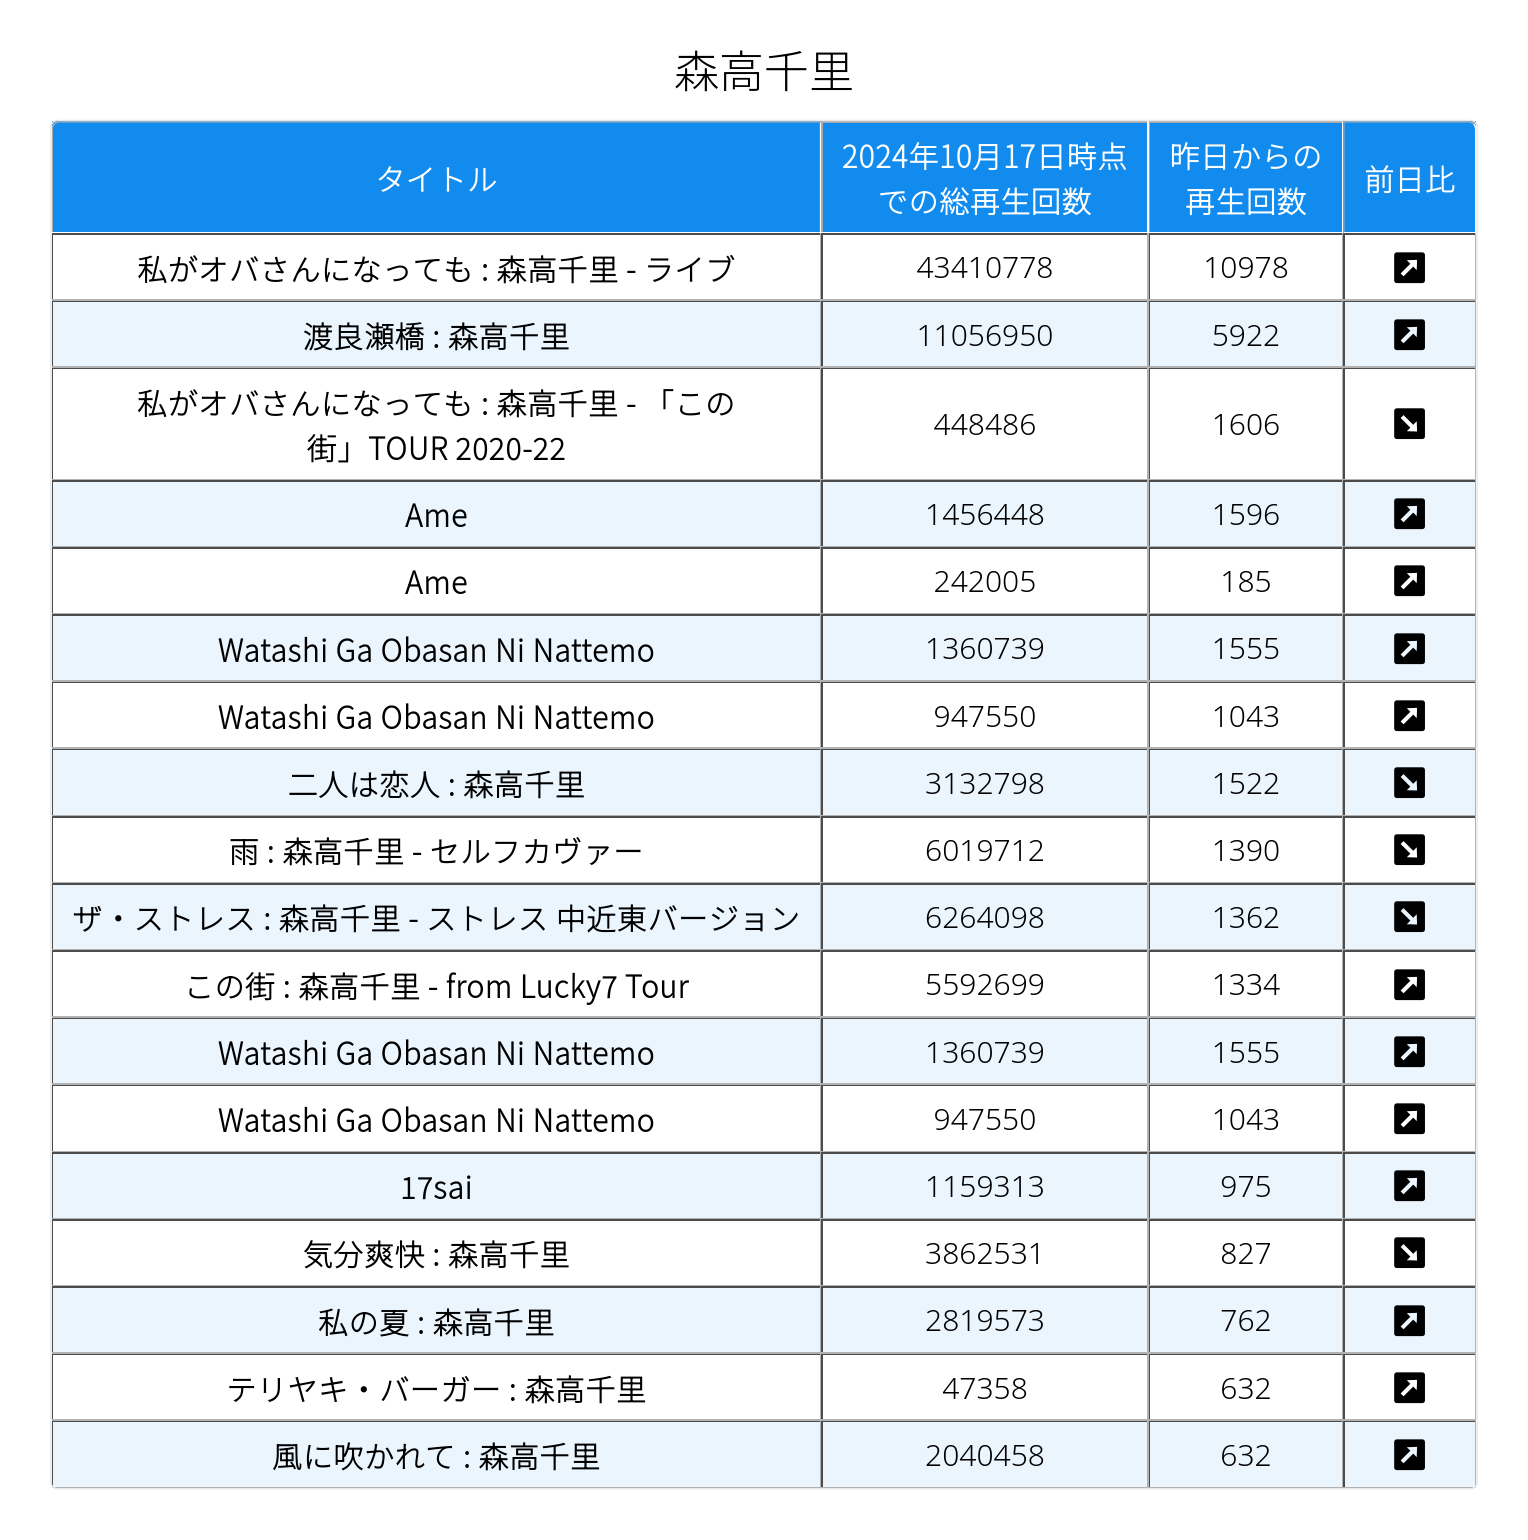 森高千里
タイトル
2024年10月17日時点
での総再生回数
昨日からの
再生回数
前日比
私がオバさんになっても : 森高千里 - ライブ 43410778 10978
渡良瀬橋 : 森高千里 11056950 5922
私がオバさんになっても : 森高千里 - 「この
街」TOUR 2020-22 448486 1606
Ame 1456448 1596
Ame 242005 185
Watashi Ga Obasan Ni Nattemo 1360739 1555
Watashi Ga Obasan Ni Nattemo 947550 1043
二人は恋人 : 森高千里 3132798 1522
雨 : 森高千里 - セルフカヴァー 6019712 1390
ザ・ストレス : 森高千里 - ストレス 中近東バージョン 6264098 1362
この街 : 森高千里 - from Lucky7 Tour 5592699 1334
Watashi Ga Obasan Ni Nattemo 1360739 1555
Watashi Ga Obasan Ni Nattemo 947550 1043
17sai 1159313 975
気分爽快 : 森高千里 3862531 827
私の夏 : 森高千里 2819573 762
テリヤキ・バーガー : 森高千里 47358 632
風に吹かれて : 森高千里 2040458 632